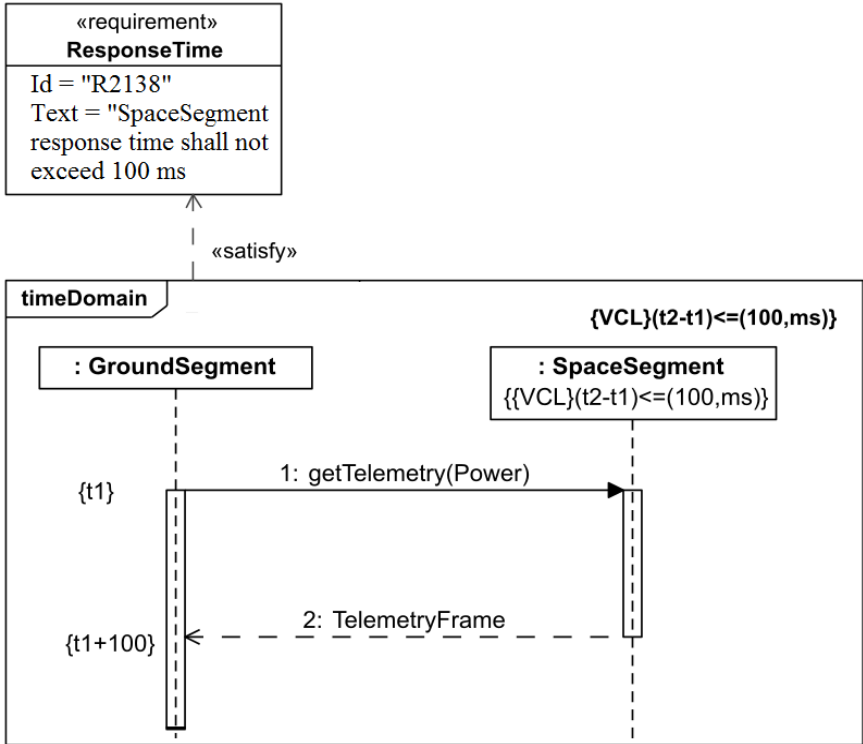 «requirement»
ResponseTime
Id = "R2138"
Text = "SpaceSegment
response time shall not
exceed 100 ms
«satisfy»
timeDomain
{VCL}(t2-t1)<=(100,ms)}
: GroundSegment
: SpaceSegment
{{VCL}(t2-t1)<=(100,ms)}
1: getTelemetry(Power)
{t1}
2: TelemetryFrame
{t1+100}